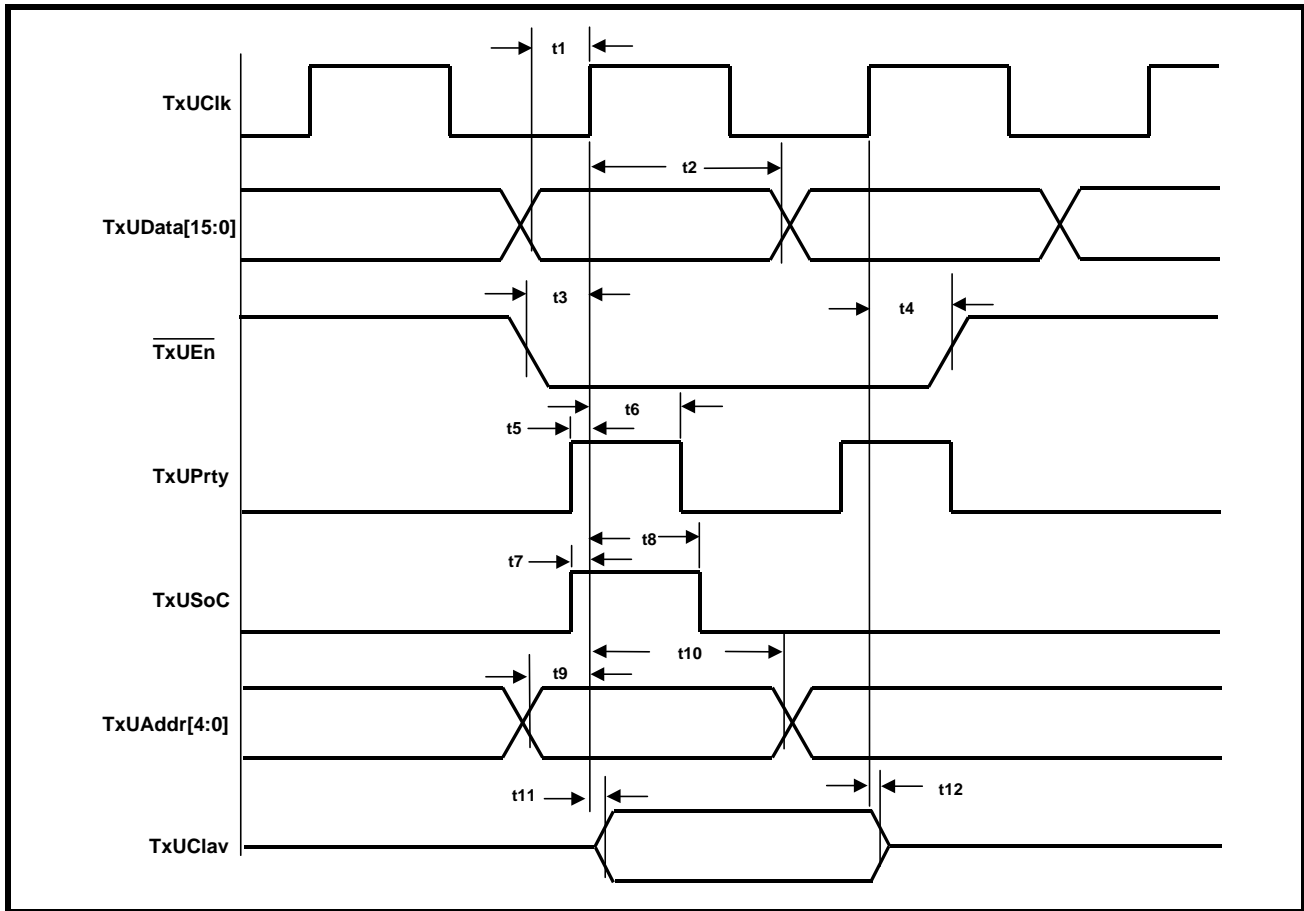 t1
TxUClk
t2
TxUData[15:0]
t3
t4
TxUEn
t6
t5
TxUPrty
t8
t7
TxUSoC
t10
t9
TxUAddr[4:0]
t11
t12
TxUClav